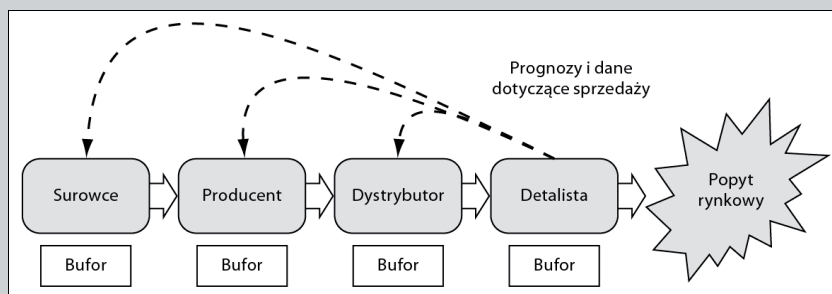 Prognozy i dane
dotyczące sprzedaży
Surowce
Producent
Dystrybutor
Detalista
Popyt
rynkowy
Bufor
Bufor
Bufor
Bufor